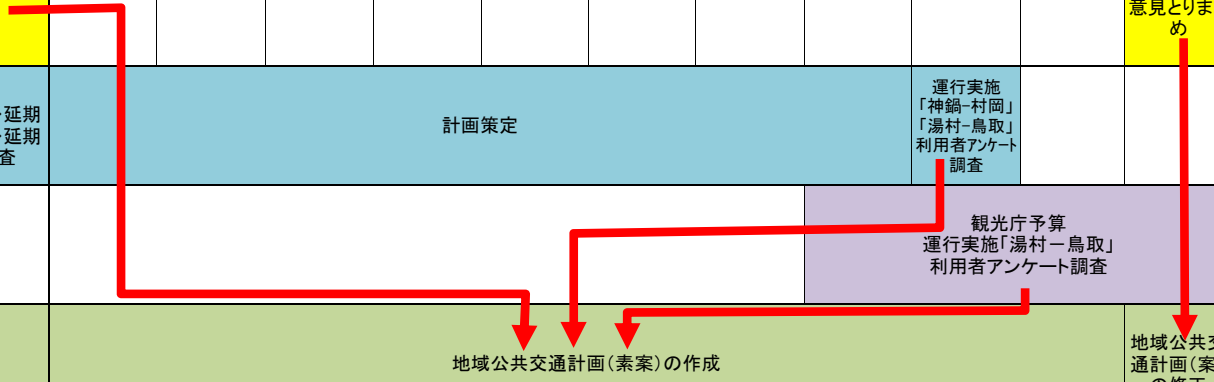 意見とりま
め
・延期
・延期
査
計画策定
運行実施
「神鍋−村岡」
「湯村−鳥取」
利用者アンケート
調査
観光庁予算
運行実施「湯村－鳥取」
利用者アンケート調査
地域公共交通計画（素案）の作成
地域公共交
通計画（案
の修正